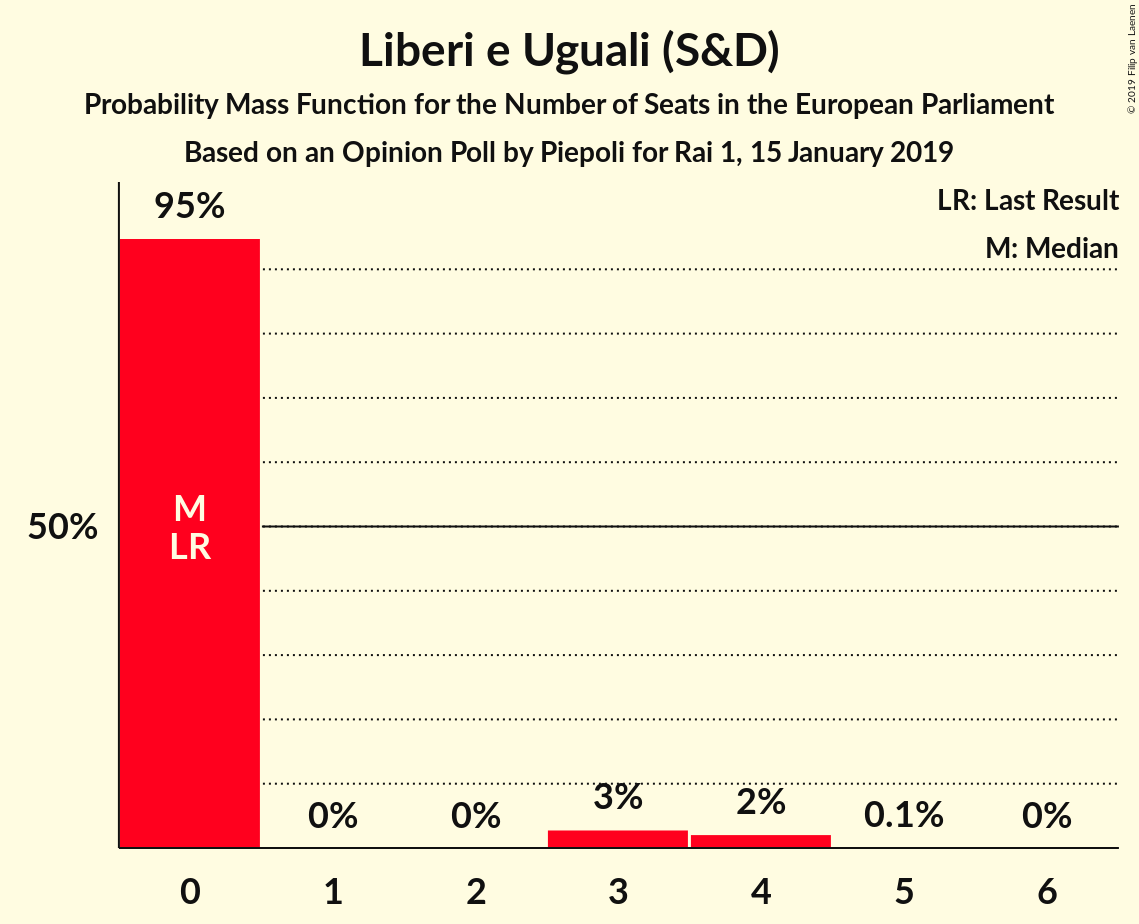 Liberi e Uguali (S&D)
Probability Mass Function for the Number of Seats in the European Parliament
Based on an Opinion Poll by Piepoli for Rai 1, 15 January 2019
© 2019 Filip van Laenen
LR: Last Result
M: Median
95%
M
LR
50%
0%
0%
3%
2%
0.1%
0%
0
1
2
3
4
5
6